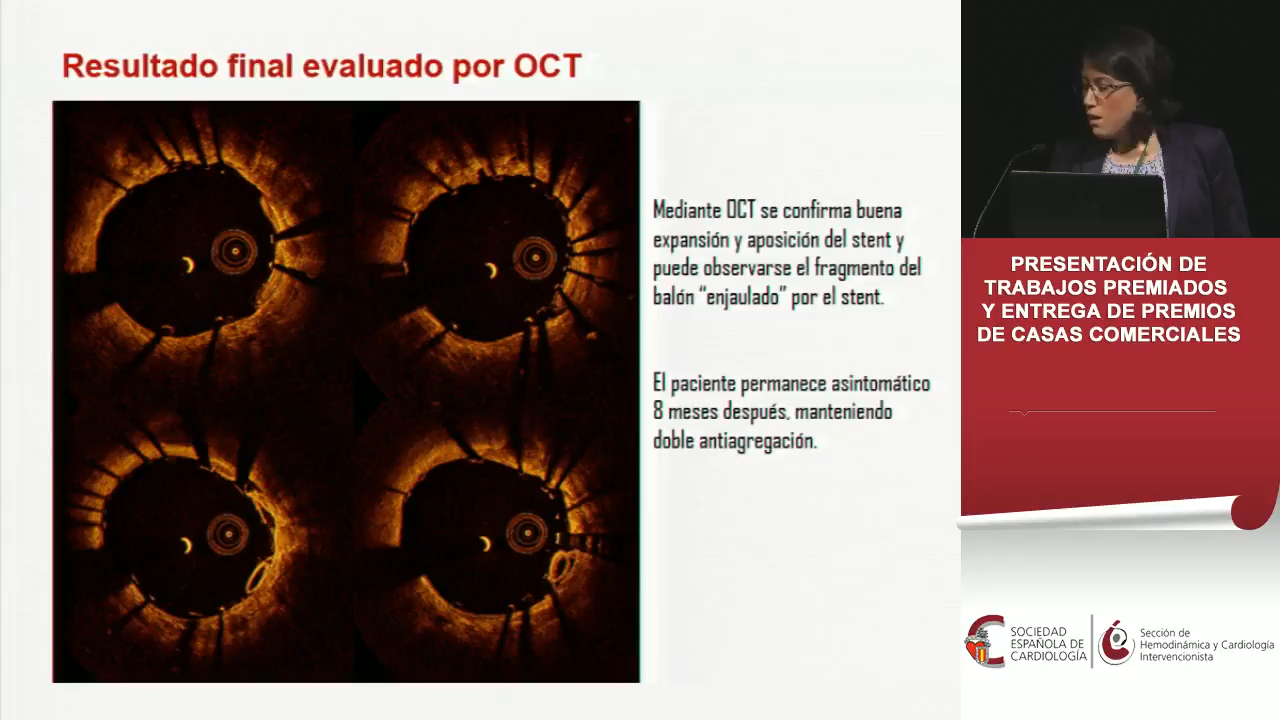 Resultado final evaluado por OCT
Mediante OCT se confirma buena
expansión y aposición del stent y
puede observarse el fragmento del
balón “enjaulado” por el stent.
El paciente permanece asintomático
8 meses después, manteniendo
doble antiagregación.
PRESENTACIÓN DE
TRABAJOS PREMIADOS
Y ENTREGA DE PREMIOS
DE CASAS COMERCIALES
SOCIEDAD
ESPAÑOLA DE
CARDIOLOGÍA
Sección de
Hemodinámica y Cardiología
Intervencionista